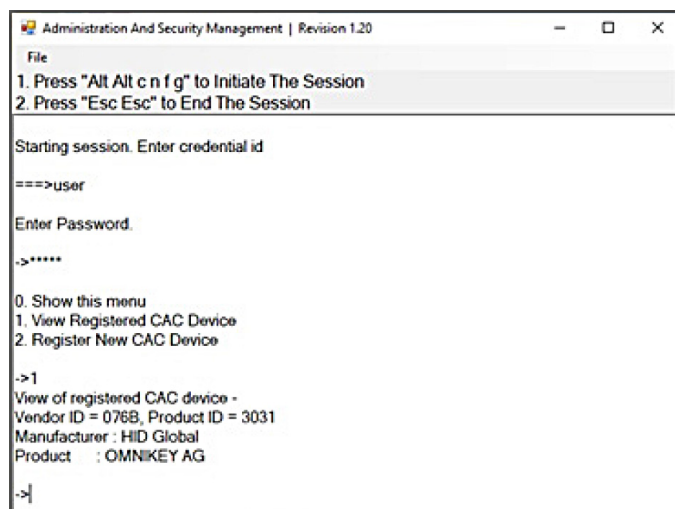 Administration And Security Management | Revision 1.20
File
1. Press "Alt Alt c n f g" to Initiate The Session
2. Press "Esc Esc" to End The Session
Starting session. Enter credential id
===>user
Enter Password.
->*****
0. Show this menu
1. View Registered CAC Device
2. Register New CAC Device
->1
View of registered CAC device -
Vendor ID = 076B, Product ID = 3031
Manufacturer : HID Global
Product : OMNIKEY AG
->